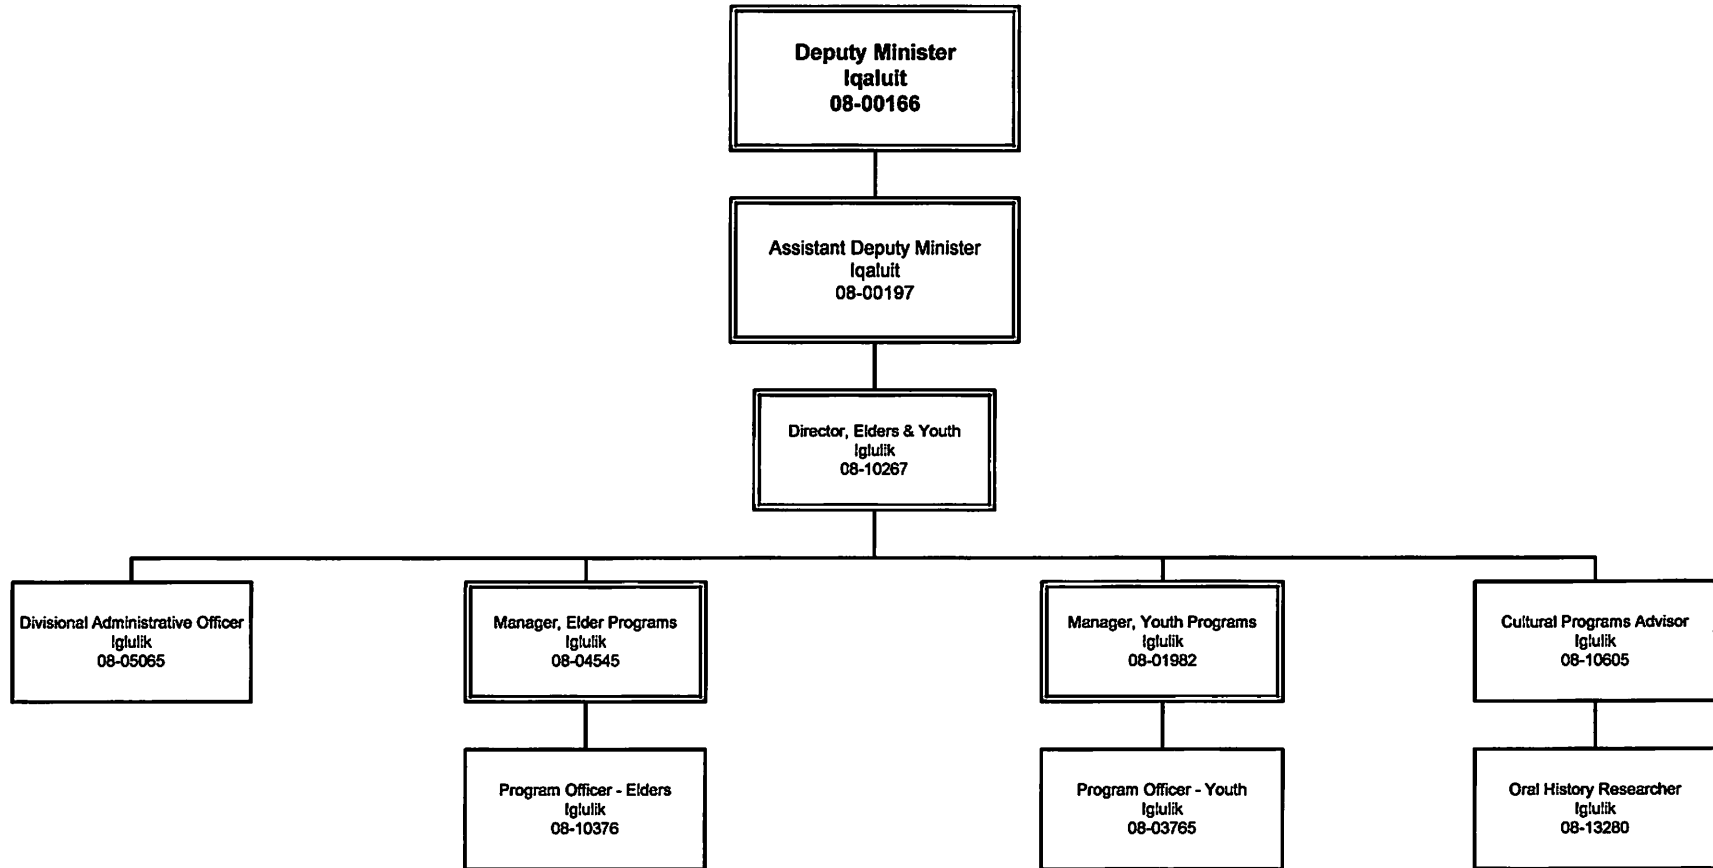 Deputy Minister
Iqaluit
08-00166
Assistant Deputy Minister
Iqaluit
08-00197
Director, Elders & Youth
Iglulik
08-10267
Divisional Administrative Officer
Iglulik
08-05065
Manager, Elder Programs
Iglulik
08-04545
Manager, Youth Programs
Iglulik
08-01982
Cultural Programs Advisor
Iglulik
08-10605
Program Officer - Elders
Iglulik
08-10376
Program Officer - Youth
Iglulik
08-03765
Oral History Researcher
Iglulik
08-13280